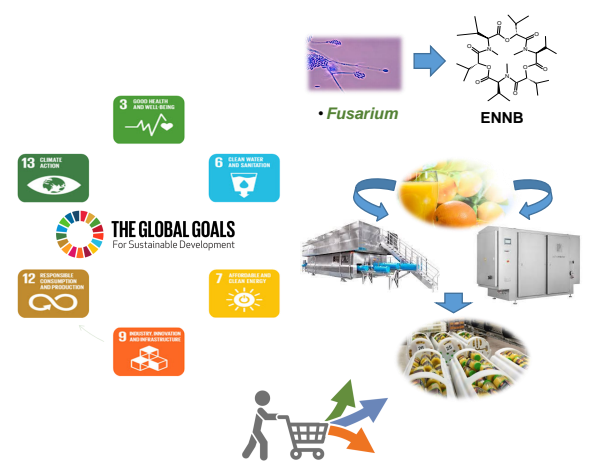 3 GOOD HEALTH
AND WELL-BEING
13 CLIMATE
ACTION
6 CLEAN WATER
AND SANITATION
THE GLOBAL GOALS
For Sustainable Development
12 RESPONSIBLE
CONSUMPTION
AND PRODUCTION
7 AFFORDABLE AND
CLEAN ENERGY
9 INDUSTRY, INNOVATION
AND INFRASTRUCTURE
• Fusarium
O
O
O
O
N
N
O
O
O
O
N
O
O
ENNB